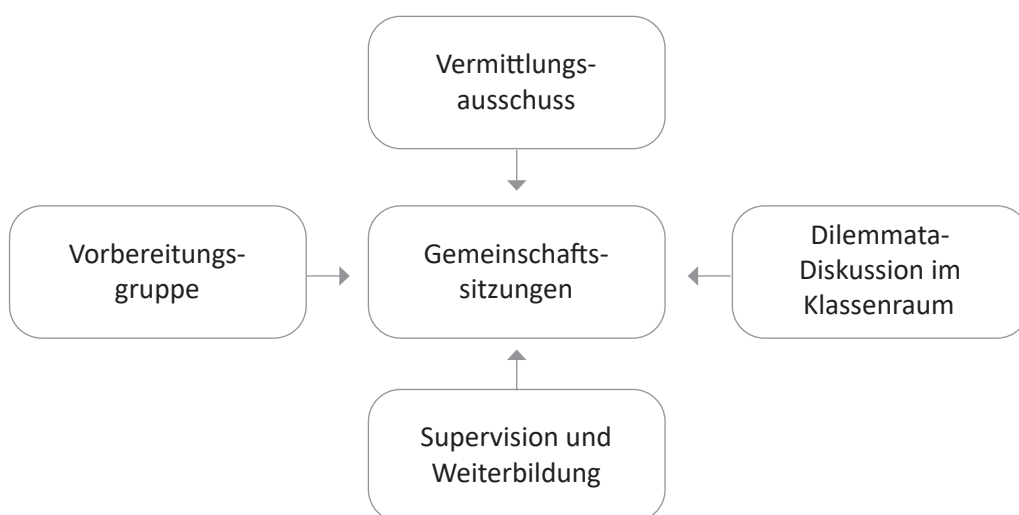 Vermittlungs-
ausschuss
Vorbereitungs-
gruppe
Gemeinschafts-
sitzungen
Dilemmata-
Diskussion im
Klassenraum
Supervision und
Weiterbildung